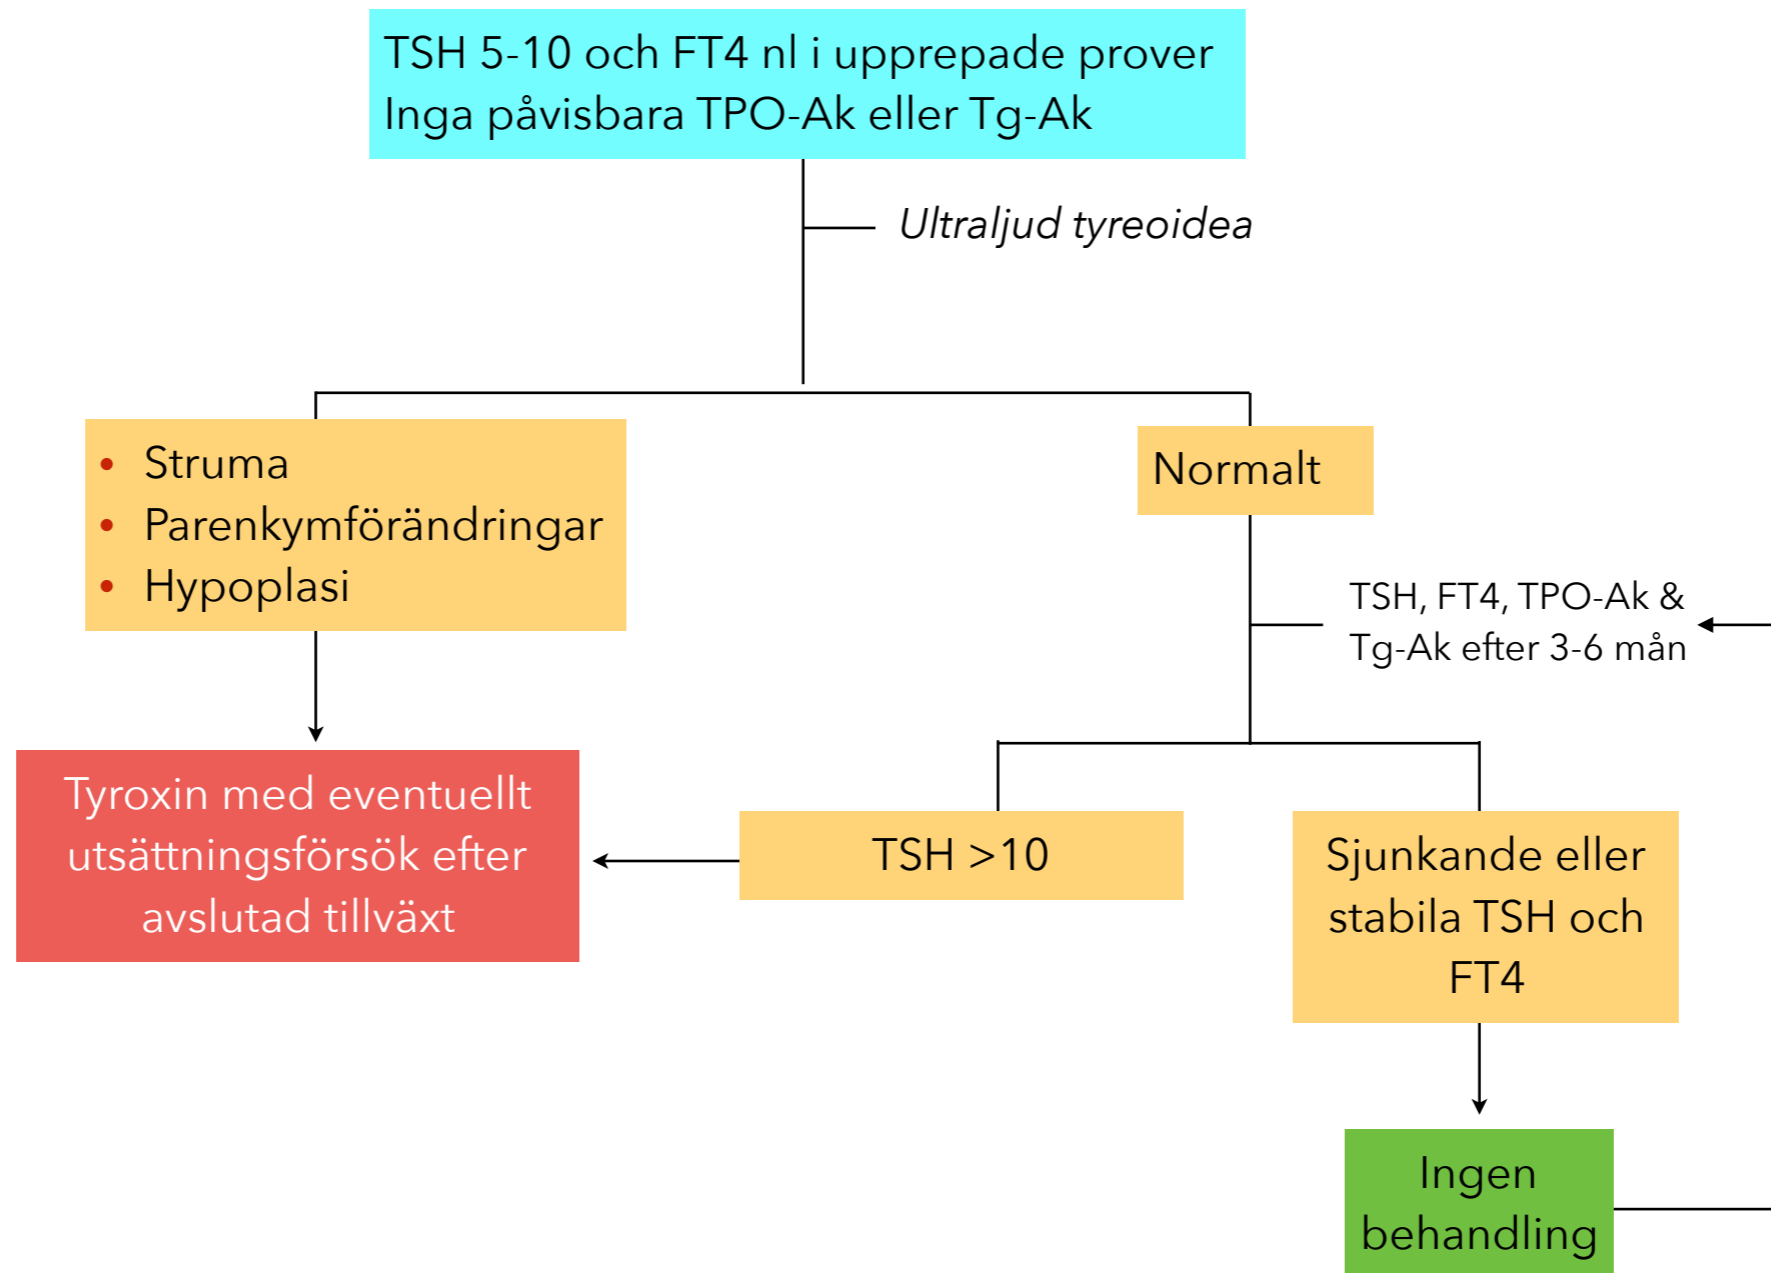 TSH 5-10 och FT4 nl i upprepade prover
Inga påvisbara TPO-Ak eller Tg-Ak
Ultraljud tyreoidea
• Struma
• Parenkymförändringar
• Hypoplasi
Normalt
TSH, FT4, TPO-Ak &
Tg-Ak efter 3-6 mån
Tyroxin med eventuellt
utsättningsförsök efter
avslutad tillväxt
TSH >10
Sjunkande eller
stabila TSH och
FT4
Ingen
behandling